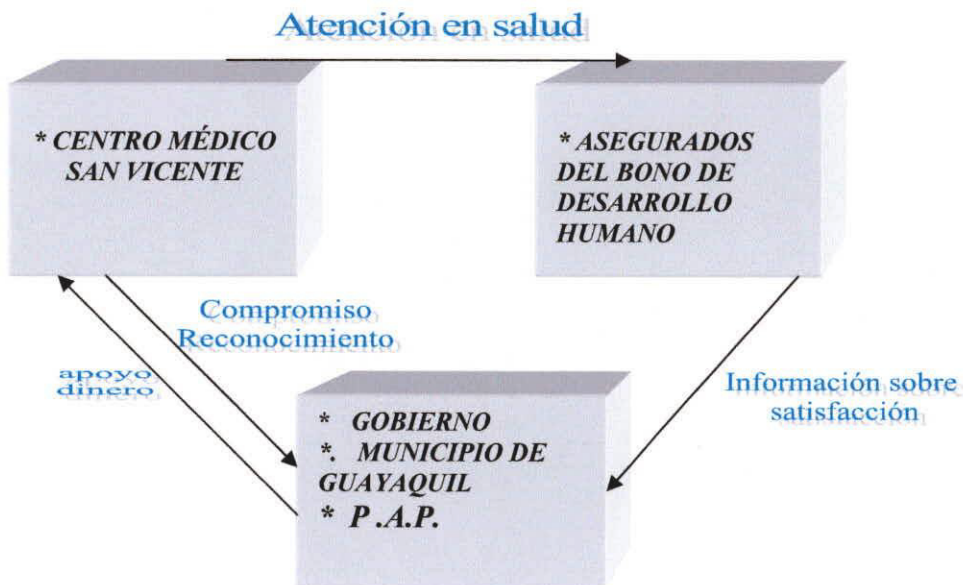 Atención en salud
* CENTRO MÉDICO
SAN VICENTE
* ASEGURADOS
DEL BONO DE
DESARROLLO
HUMANO
Compromiso
Reconocimiento
apoyo
dinero
Información sobre
satisfacción
* GOBIERNO
*. MUNICIPIO DE
GUAYAQUIL
* P .A.P.